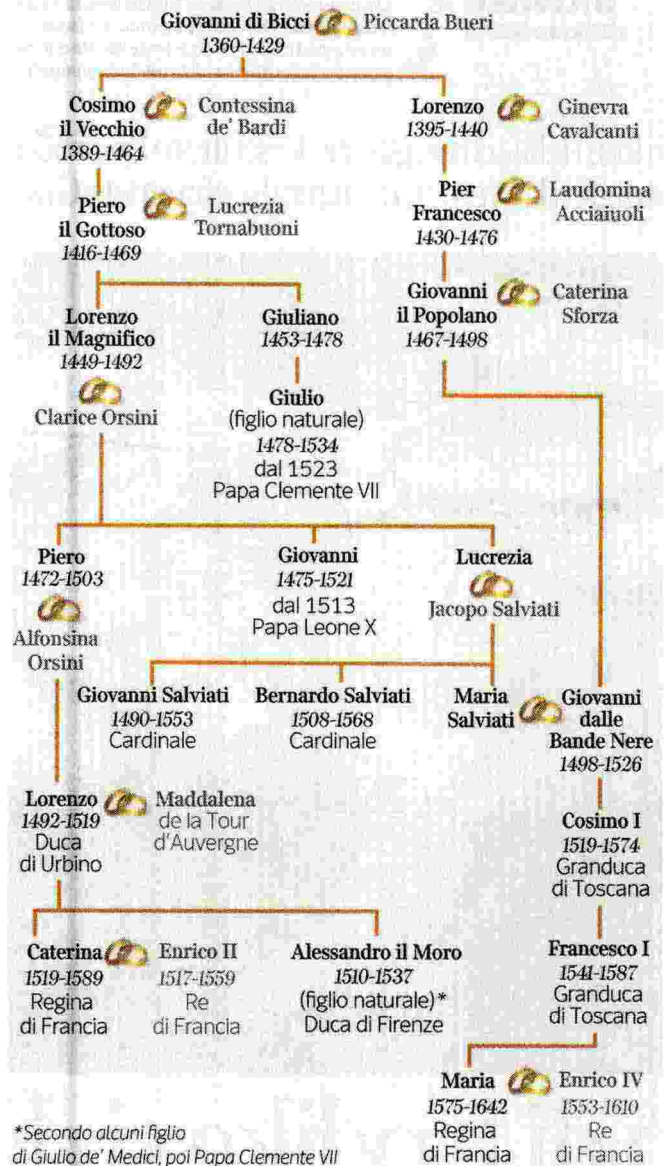 Giovanni di Bicci Piccarda Bueri
1360-1429
Cosimo
il Vecchio
1389-1464
Contessina
de' Bardi
Lorenzo
1395-1440
Ginevra
Cavalcanti
Piero
il Gottoso
1416-1469
Lucrezia
Tornabuoni
Pier
Francesco
1430-1476
Laudomina
Acciaiuoli
Lorenzo
il Magnifico
1449-1492
Clarice Orsini
Giuliano
1453-1478
Giulio
(figlio naturale)
1478-1534
dal 1523
Papa Clemente VII
Giovanni
il Popolano
1467-1498
Caterina
Sforza
Piero
1472-1503
Alfonsina
Orsini
Giovanni
1475-1521
dal 1513
Papa Leone X
Lucrezia
Jacopo Salviati
Giovanni Salviati
1490-1553
Cardinale
Bernardo Salviati
1508-1568
Cardinale
Maria
Salviati
Giovanni
dalle
Bande Nere
1498-1526
Lorenzo
1492-1519
Duca
di Urbino
Maddalena
de la Tour
d'Auvergne
Cosimo I
1519-1574
Granduca
di Toscana
Caterina
1519-1589
Regina
di Francia
Enrico II
1517-1559
Re
di Francia
Alessandro il Moro
1510-1537
(figlio naturale)*
Duca di Firenze
Francesco I
1541-1587
Granduca
di Toscana
Maria
1575-1642
Regina
di Francia
Enrico IV
1553-1610
Re
di Francia
*Secondo alcuni figlio
di Giulio de' Medici, poi Papa Clemente VII